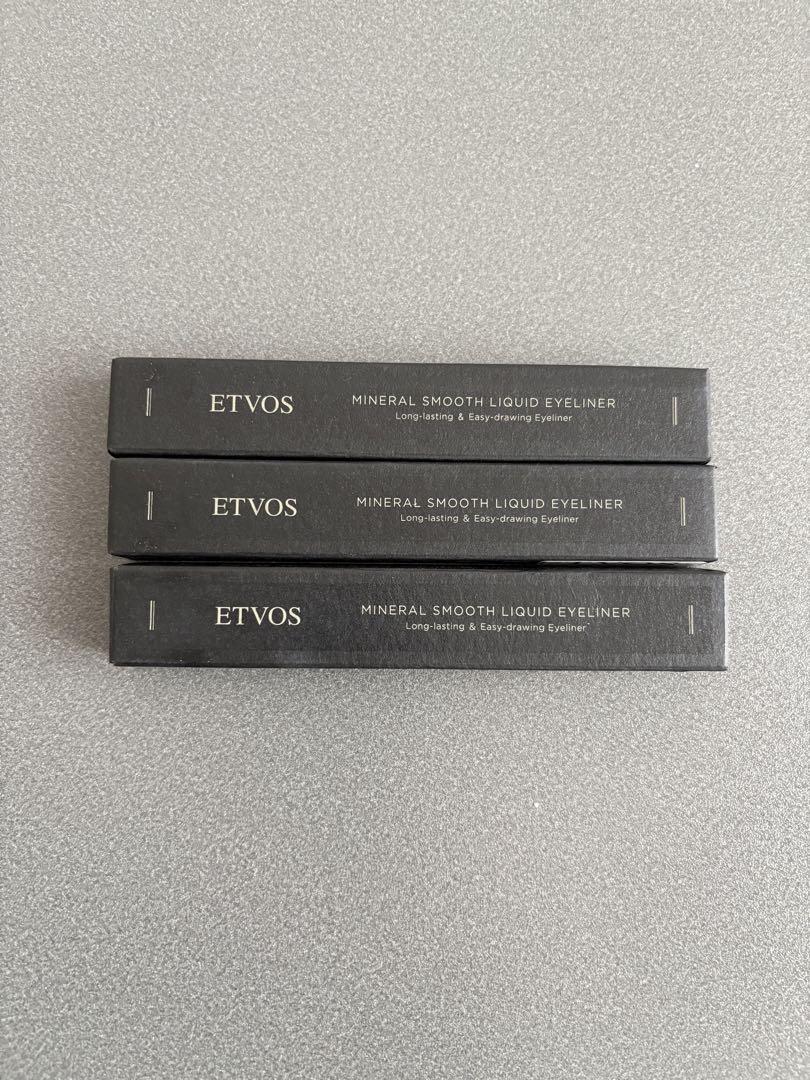 ETVOS
MINERAL SMOOTH LIQUID EYELINER
Long-lasting & Easy-drawing Eyeliner
ETVOS
MINERAL SMOOTH LIQUID EYELINER
Long-lasting & Easy-drawing Eyeliner
ETVOS
MINERAL SMOOTH LIQUID EYELINER
Long-lasting & Easy-drawing Eyeliner